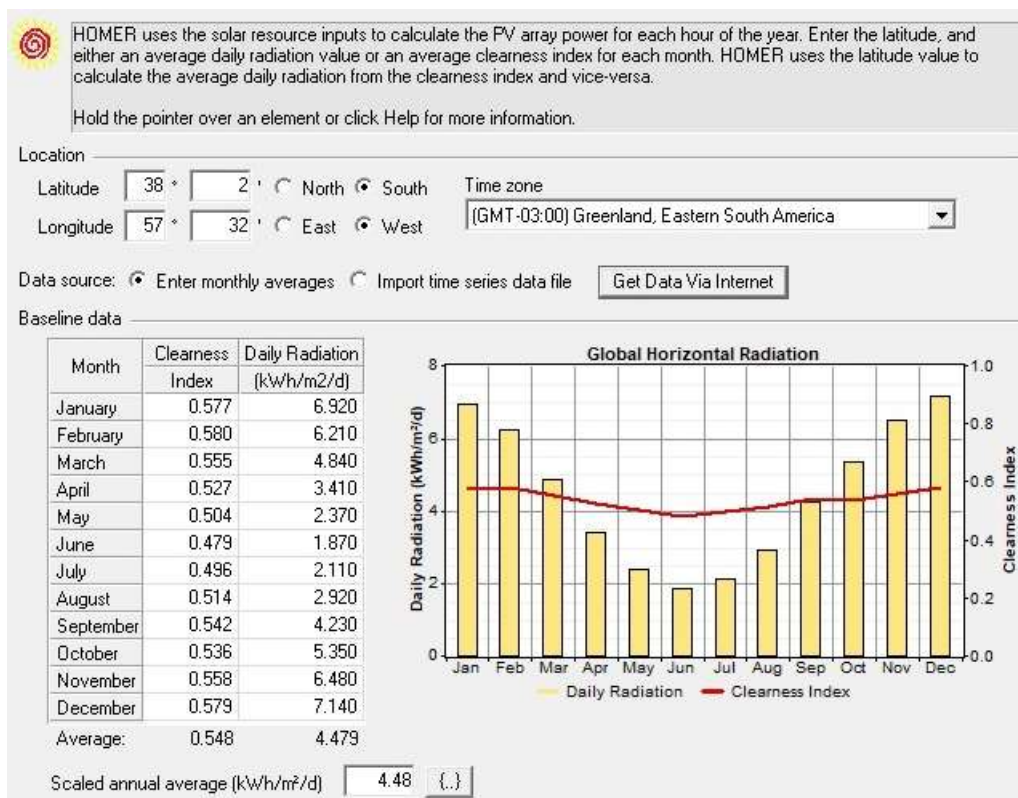 HOMER uses the solar resource inputs to calculate the PV array power for each hour of the year. Enter the latitude, and
either an average daily radiation value or an average clearness index for each month. HOMER uses the latitude value to
calculate the average daily radiation from the clearness index and vice-versa.
Hold the pointer over an element or click Help for more information.
Location
Latitude 38 ° 2 ' North South Time zone
Longitude 57 ° 32 ' East West (GMT-03:00) Greenland, Eastern South America
Data source: Enter monthly averages Import time series data file Get Data Via Internet
Baseline data
Month Clearness Index Daily Radiation (kWh/m2/d)
January 0.577 6.920
February 0.580 6.210
March 0.555 4.840
April 0.527 3.410
May 0.504 2.370
June 0.479 1.870
July 0.496 2.110
August 0.514 2.920
September 0.542 4.230
October 0.536 5.350
November 0.558 6.480
December 0.579 7.140
Average: 0.548 4.479
Scaled annual average (kWh/m²/d) 4.48 {..}
Global Horizontal Radiation
Daily Radiation (kWh/m²/d)
8
6
4
2
0
Jan Feb Mar Apr May Jun Jul Aug Sep Oct Nov Dec
1.0
0.8
0.6
0.4
0.2
0.0
Clearness Index
Daily Radiation Clearness Index